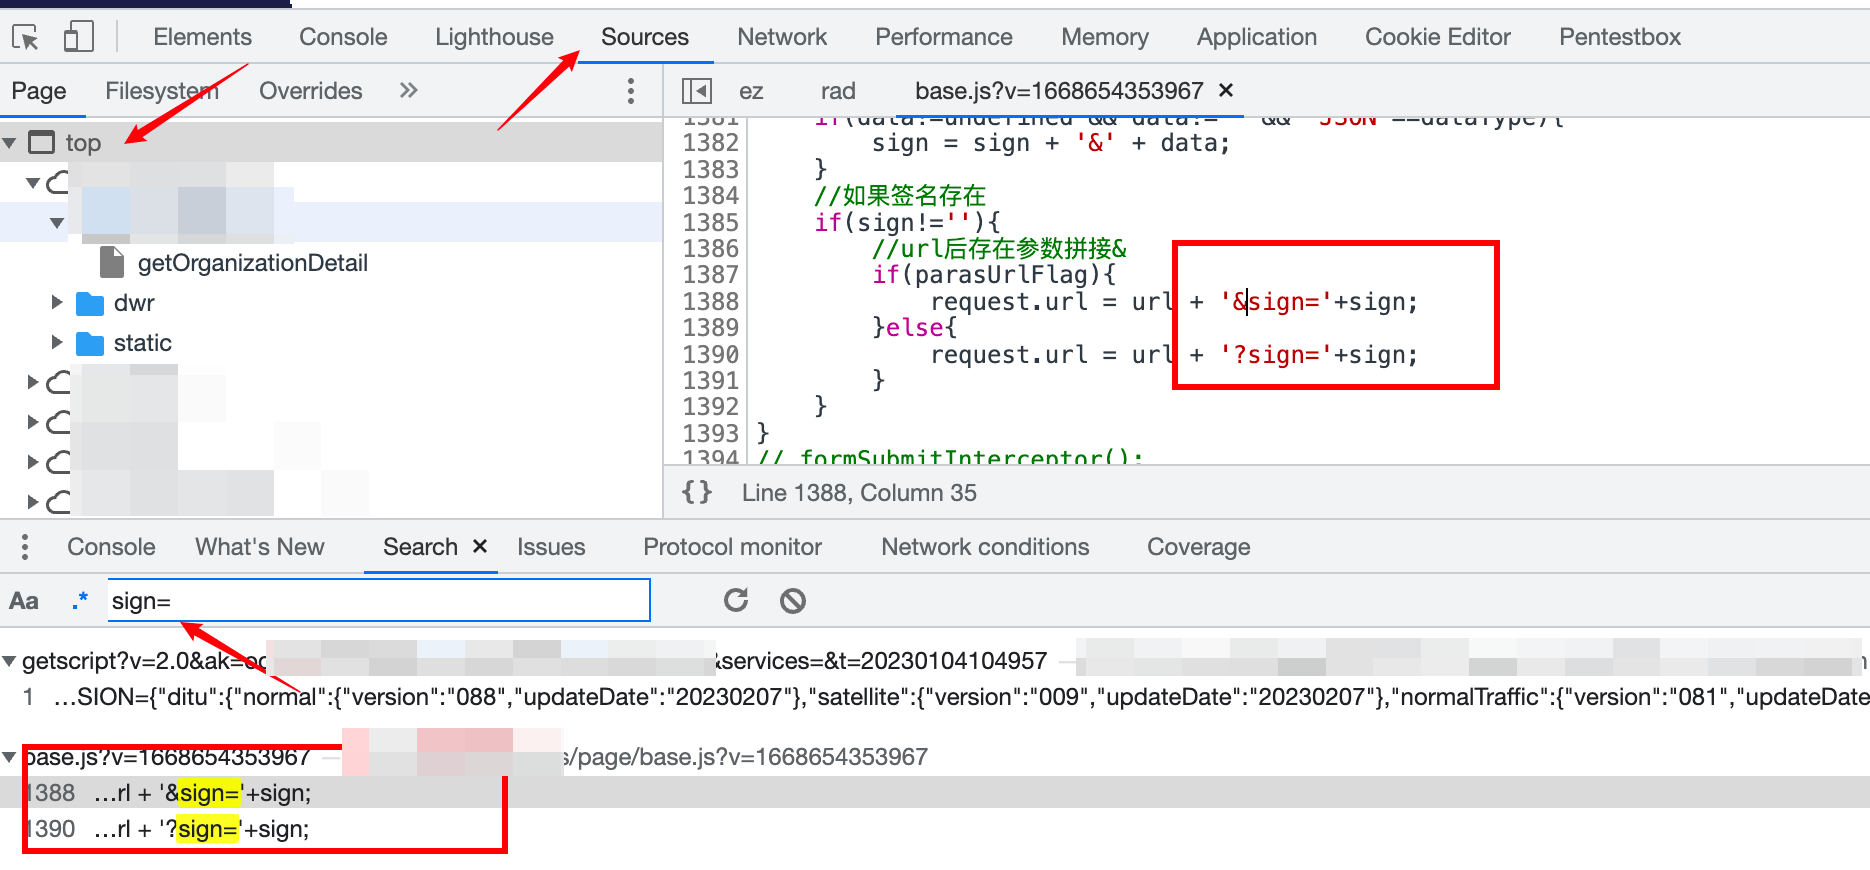 Elements Console Lighthouse Sources Network Performance Memory Application Cookie Editor Pentestbox
Page Filesystem Overrides »
top
getOrganizationDetail
dwr
static
ez rad base.js?v=1668654353967 ×
1381 if(data!=undefined && data!= && 'JSON'==dataType){
1382 sign = sign + '&' + data;
1383 }
1384 //如果签名存在
1385 if(sign!=''){
1386 //url后存在参数拼接&
1387 if(parasUrlFlag){
1388 request.url = url + '&sign='+sign;
1389 }else{
1390 request.url = url + '?sign='+sign;
1391 }
1392 }
1393 }
1394 // formSubmitInterceptor();
{} Line 1388, Column 35
Console What's New Search × Issues Protocol monitor Network conditions Coverage
Aa .* sign=
getscript?v=2.0&ak= &services=&t=20230104104957 —
1 …SION={"ditu":{"normal":{"version":"088","updateDate":"20230207"},"satellite":{"version":"009","updateDate":"20230207"},"normalTraffic":{"version":"081","updateDate
base.js?v=1668654353967 — s/page/base.js?v=1668654353967
1388 …rl + '&sign='+sign;
1390 …rl + '?sign='+sign;